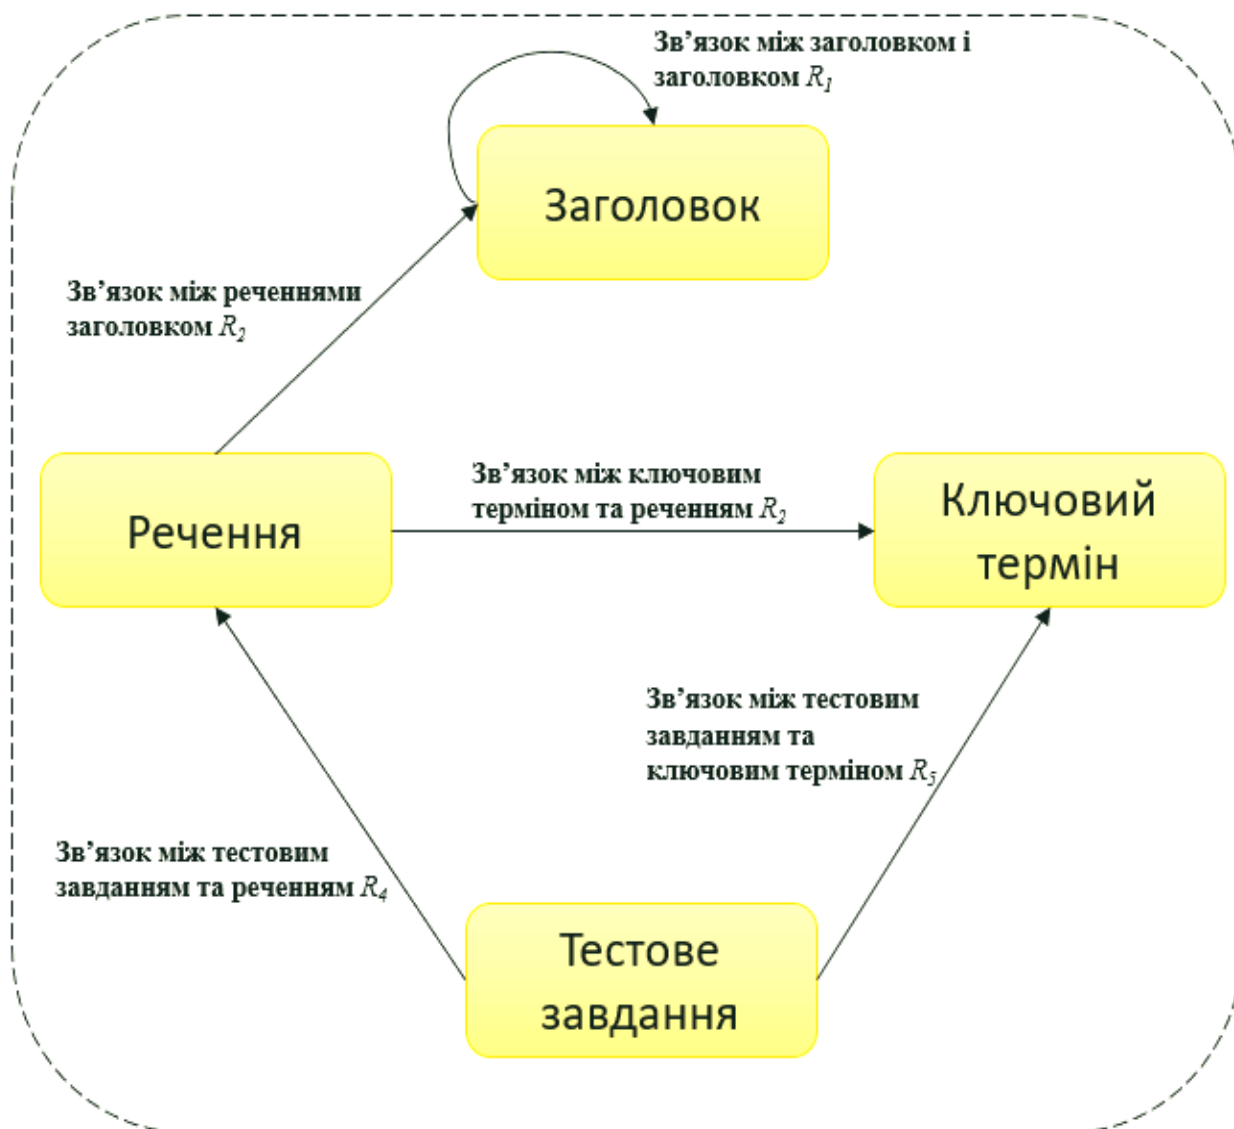 Зв’язок між заголовком і
заголовком R₁
Заголовок
Зв’язок між реченнями
заголовком R₂
Речення
Зв’язок між ключовим
терміном та реченням R₂
Ключовий
термін
Зв’язок між тестовим
завданням та
ключовим терміном R₅
Зв’язок між тестовим
завданням та реченням R₄
Тестове
завдання